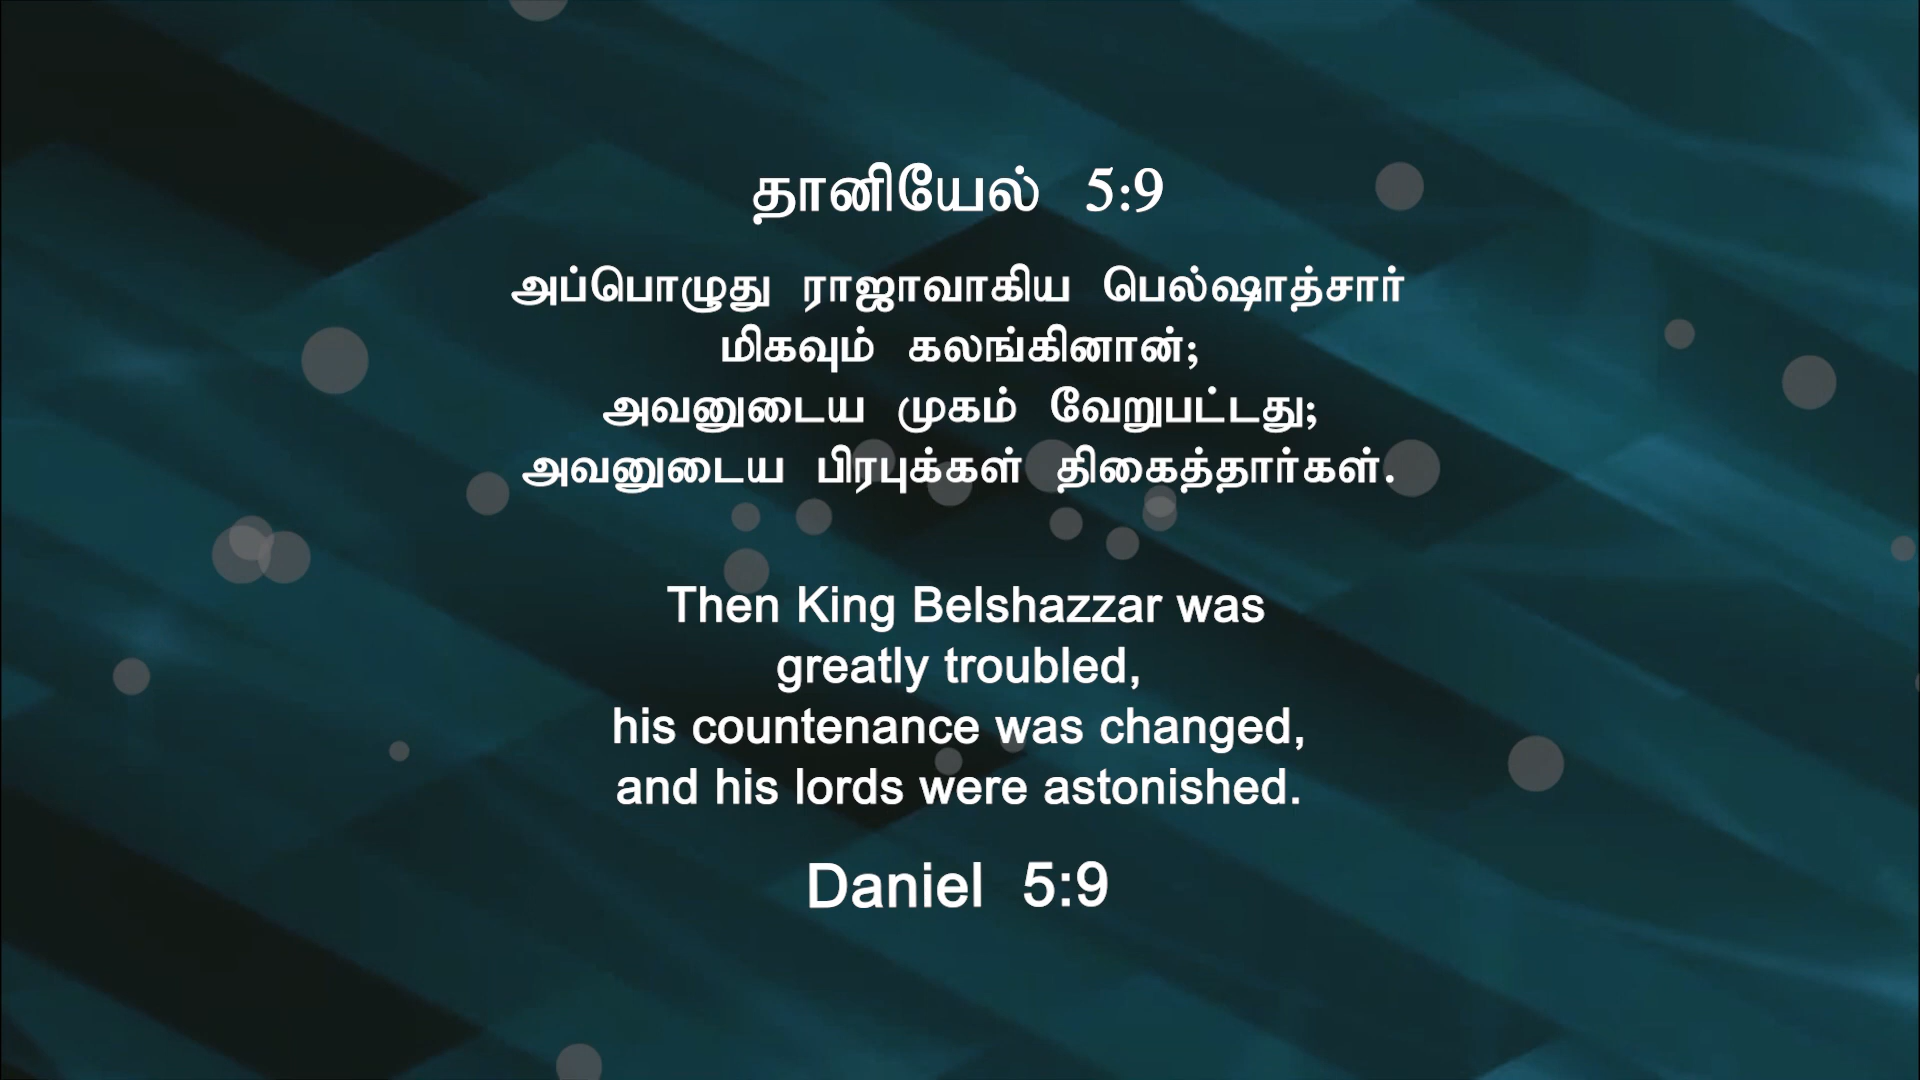 தானியேல் 5:9
அப்பொழுது ராஜாவாகிய பெல்ஷாத்சார்
மிகவும் கலங்கினான்;
அவனுடைய முகம் வேறுபட்டது;
அவனுடைய பிரபுக்கள் திகைத்தார்கள்.
Then King Belshazzar was
greatly troubled,
his countenance was changed,
and his lords were astonished.
Daniel 5:9